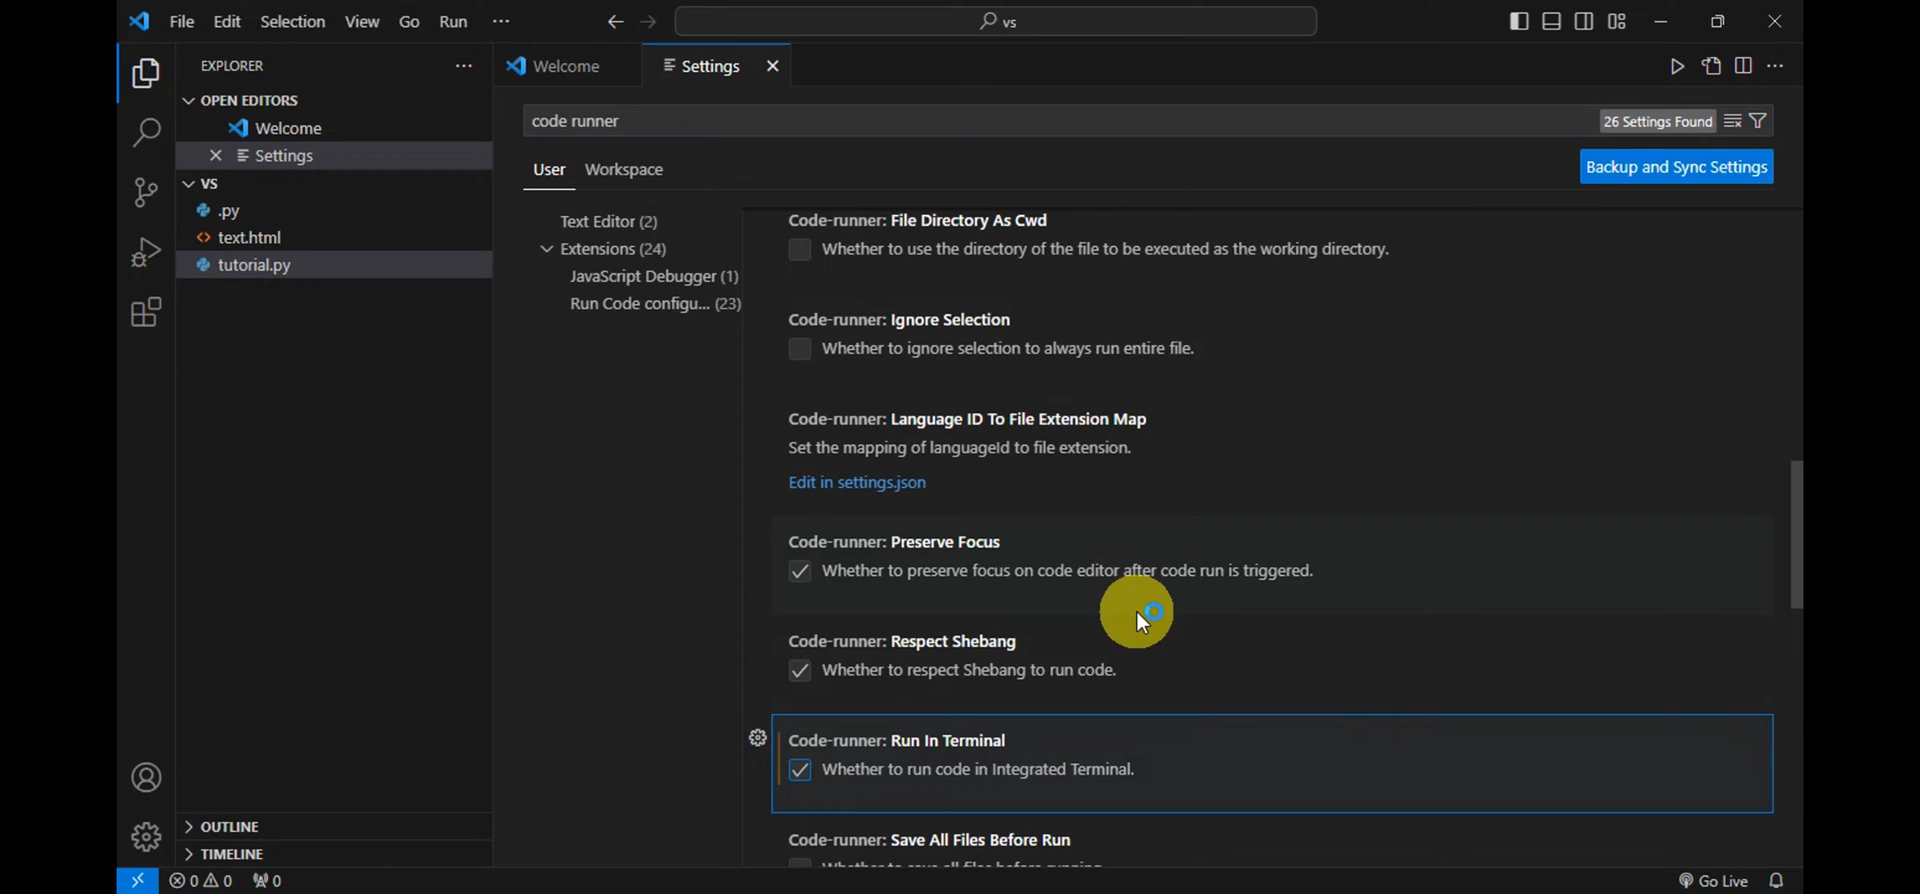 File Edit Selection View Go Run ···
vs
EXPLORER ···
OPEN EDITORS
Welcome
Settings
VS
.py
text.html
tutorial.py
OUTLINE
TIMELINE
Welcome
Settings
code runner
26 Settings Found
User Workspace
Backup and Sync Settings
Text Editor (2)
Extensions (24)
JavaScript Debugger (1)
Run Code configu... (23)
Code-runner: File Directory As Cwd
Whether to use the directory of the file to be executed as the working directory.
Code-runner: Ignore Selection
Whether to ignore selection to always run entire file.
Code-runner: Language ID To File Extension Map
Set the mapping of languageId to file extension.
Edit in settings.json
Code-runner: Preserve Focus
Whether to preserve focus on code editor after code run is triggered.
Code-runner: Respect Shebang
Whether to respect Shebang to run code.
Code-runner: Run In Terminal
Whether to run code in Integrated Terminal.
Code-runner: Save All Files Before Run
Whether to save all files before running.
0 0 0
Go Live